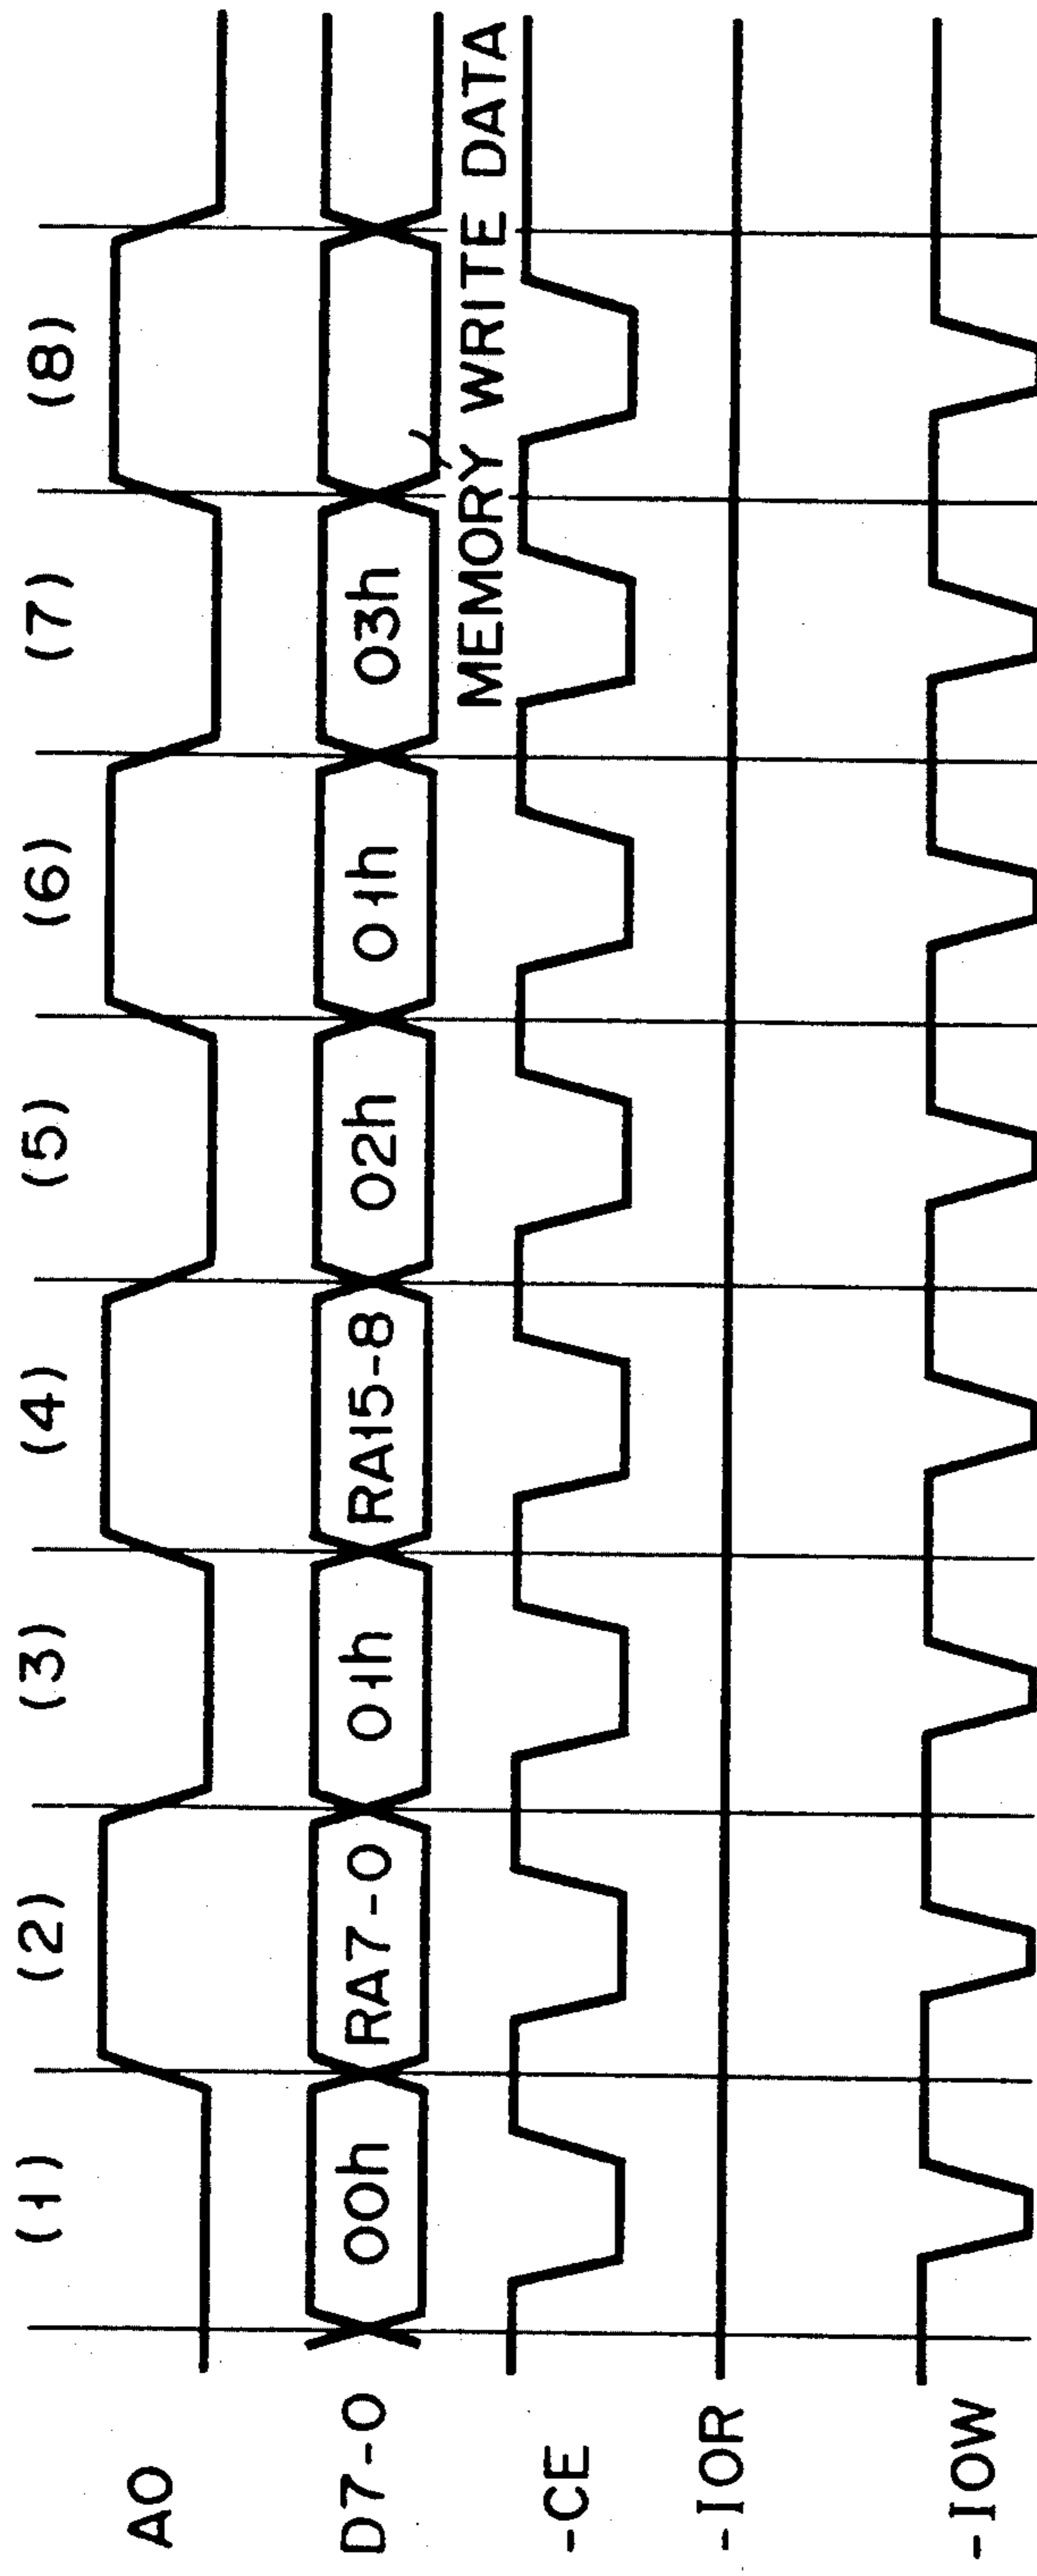 (1) (2) (3) (4) (5) (6) (7) (8)
A0
D7-0 00h RA7-0 01h RA15-8 02h 01h 03h
MEMORY WRITE DATA
-CE
-IOR
-IOW